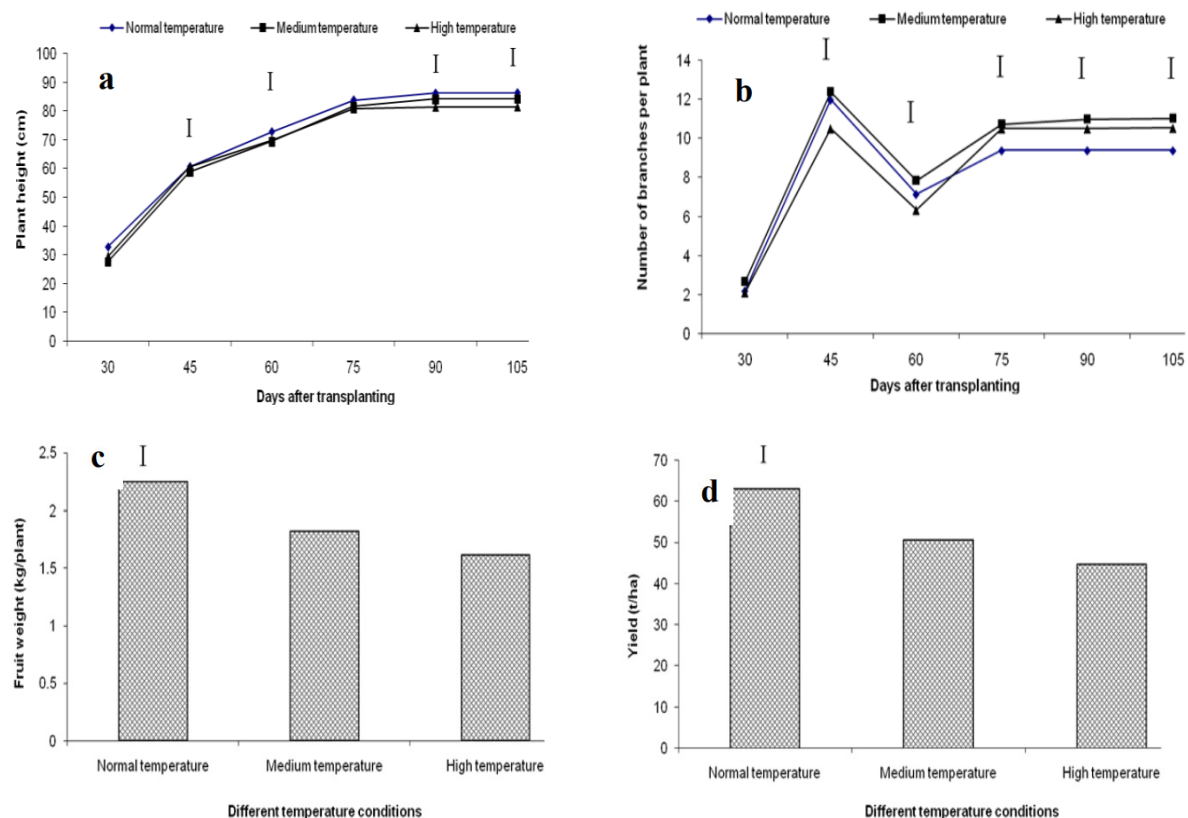 Normal temperature Medium temperature High temperature
a
Plant height (cm)
100
90
80
70
60
50
40
30
20
10
0
30 45 60 75 90 105
Days after transplanting
Normal temperature Medium temperature High temperature
b
Number of branches per plant
14
12
10
8
6
4
2
0
30 45 60 75 90 105
Days after transplanting
c
Fruit weight (kg/plant)
2.5
2
1.5
1
0.5
0
Normal temperature Medium temperature High temperature
Different temperature conditions
d
Yield (t/ha)
70
60
50
40
30
20
10
0
Normal temperature Medium temperature High temperature
Different temperature conditions